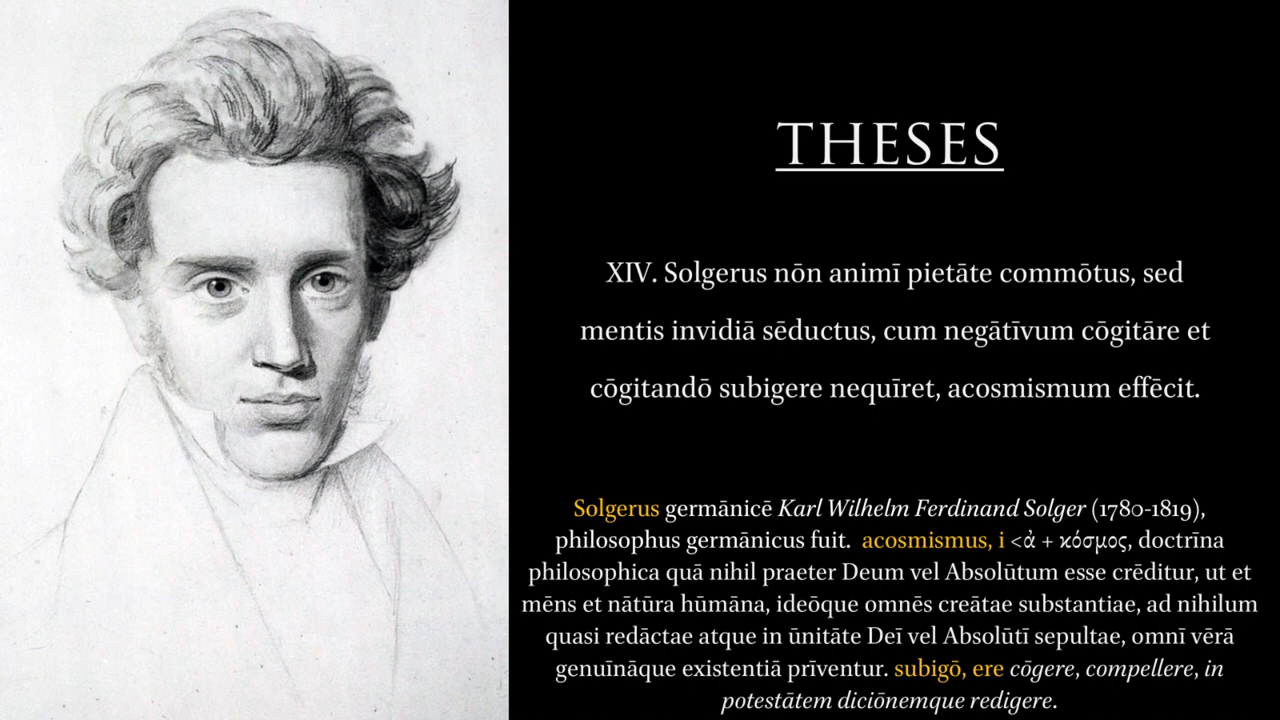 THESES
XIV. Solgerus nōn animī pietāte commōtus, sed
mentis invidiā sēductus, cum negātīvum cōgitāre et
cōgitandō subigere nequīret, acosmismum effēcit.
Solgerus germānicē Karl Wilhelm Ferdinand Solger (1780-1819),
philosophus germānicus fuit. acosmismus, i <ἀ + κόσμος, doctrīna
philosophica quā nihil praeter Deum vel Absolūtum esse crēditur, ut et
mēns et nātūra hūmāna, ideōque omnēs creātae substantiae, ad nihilum
quasi redāctae atque in ūnitāte Deī vel Absolūtī sepultae, omnī vērā
genuīnāque existentiā prīventur. subigō, ere cōgere, compellere, in
potestātem diciōnemque redigere.